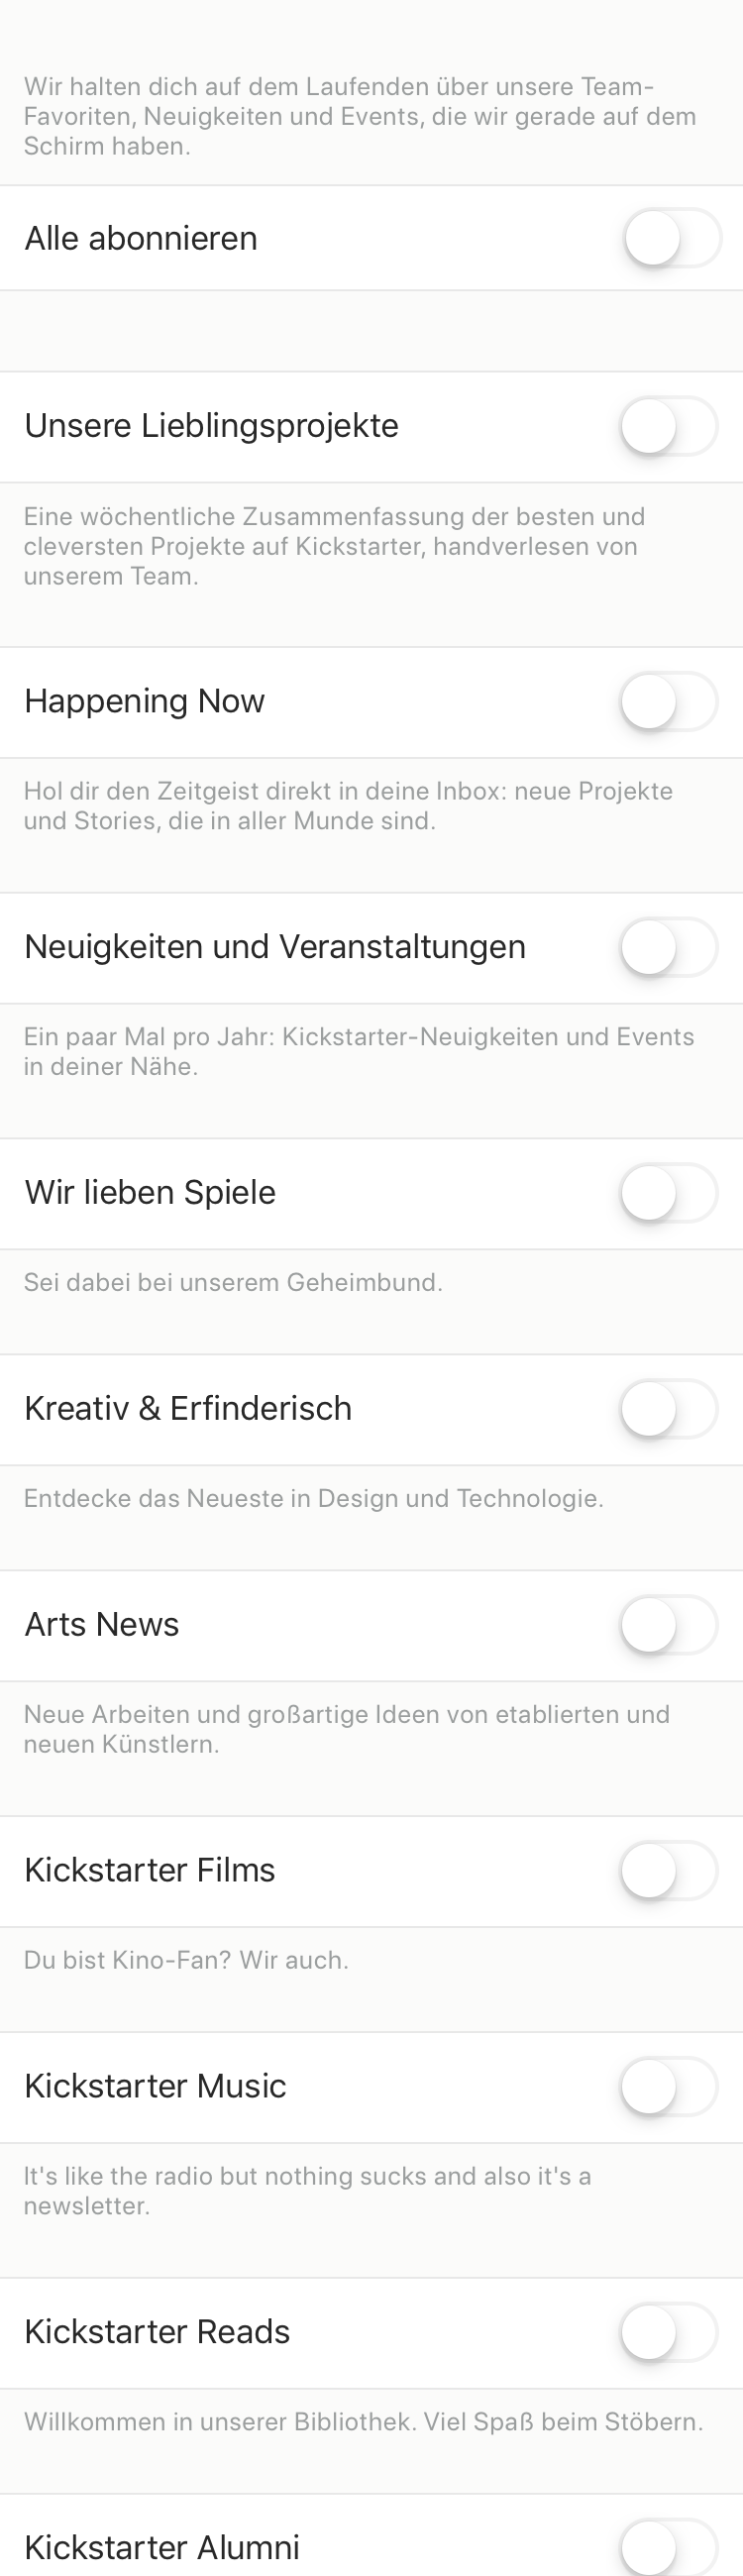 Wir halten dich auf dem Laufenden über unsere Team-
Favoriten, Neuigkeiten und Events, die wir gerade auf dem
Schirm haben.
Alle abonnieren
Unsere Lieblingsprojekte
Eine wöchentliche Zusammenfassung der besten und
cleversten Projekte auf Kickstarter, handverlesen von
unserem Team.
Happening Now
Hol dir den Zeitgeist direkt in deine Inbox: neue Projekte
und Stories, die in aller Munde sind.
Neuigkeiten und Veranstaltungen
Ein paar Mal pro Jahr: Kickstarter-Neuigkeiten und Events
in deiner Nähe.
Wir lieben Spiele
Sei dabei bei unserem Geheimbund.
Kreativ & Erfinderisch
Entdecke das Neueste in Design und Technologie.
Arts News
Neue Arbeiten und großartige Ideen von etablierten und
neuen Künstlern.
Kickstarter Films
Du bist Kino-Fan? Wir auch.
Kickstarter Music
It's like the radio but nothing sucks and also it's a
newsletter.
Kickstarter Reads
Willkommen in unserer Bibliothek. Viel Spaß beim Stöbern.
Kickstarter Alumni